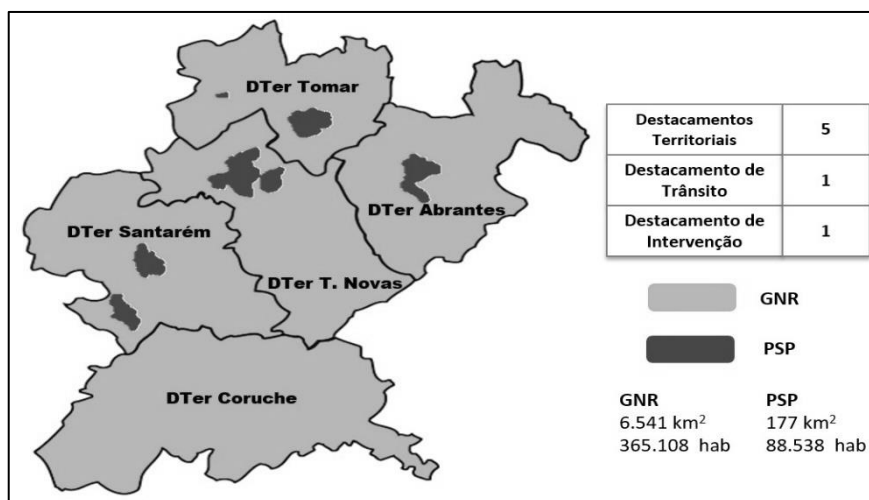 DTer Tomar
DTer Abrantes
DTer Santarém
DTer T. Novas
DTer Coruche
Destacamentos
Territoriais
5
Destacamento de
Trânsito
1
Destacamento de
Intervenção
1
GNR
PSP
GNR PSP
6.541 km² 177 km²
365.108 hab 88.538 hab